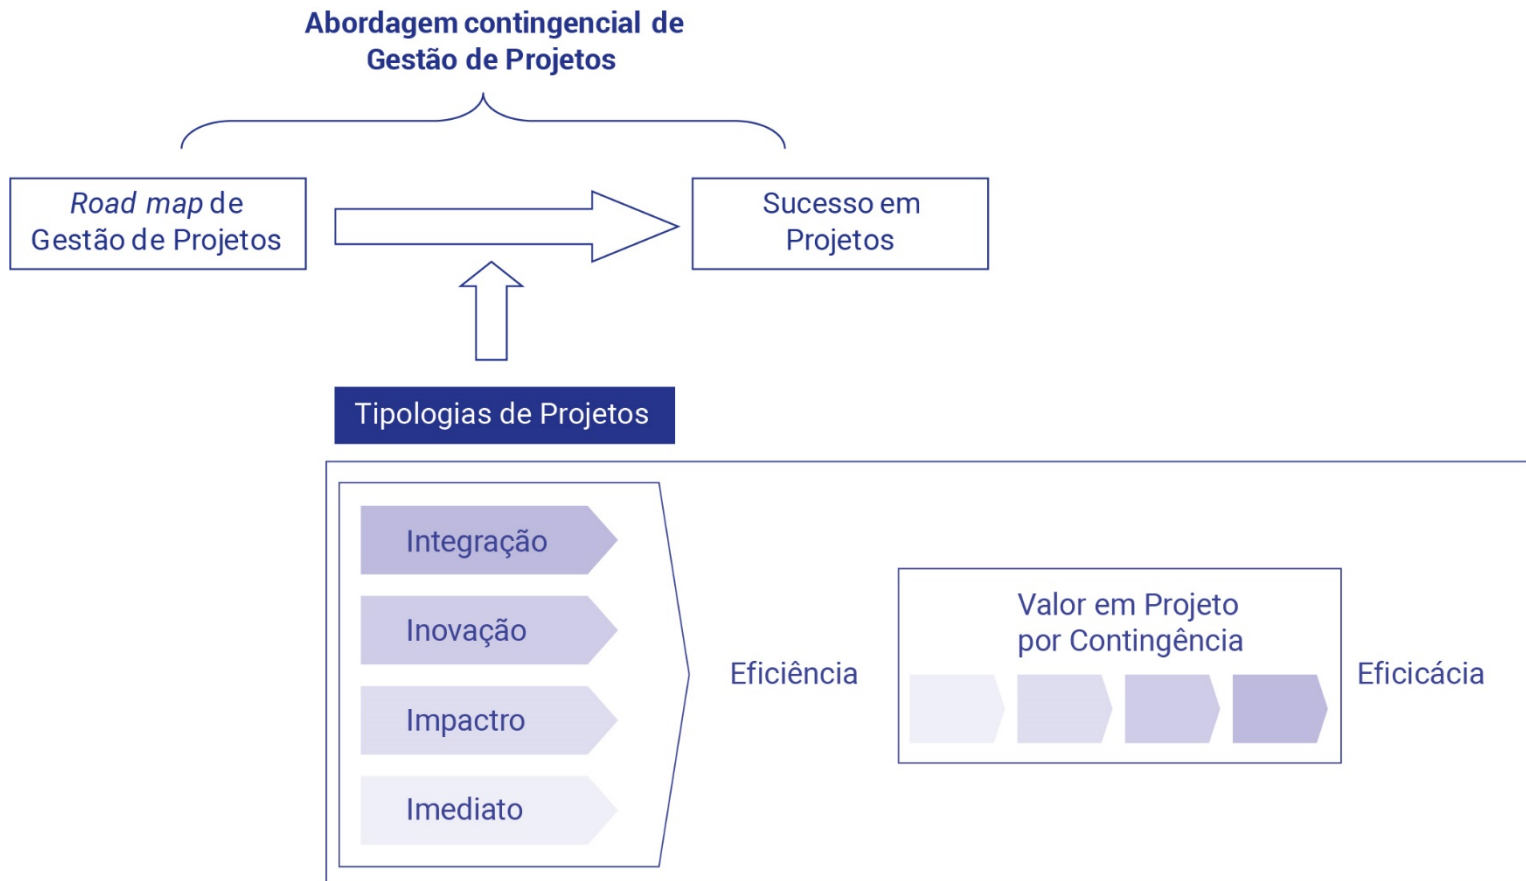 Abordagem contingencial de
Gestão de Projetos
Road map de
Gestão de Projetos
Sucesso em
Projetos
Tipologias de Projetos
Integração
Inovação
Impactro
Imediato
Eficiência
Valor em Projeto
por Contingência
Eficicácia